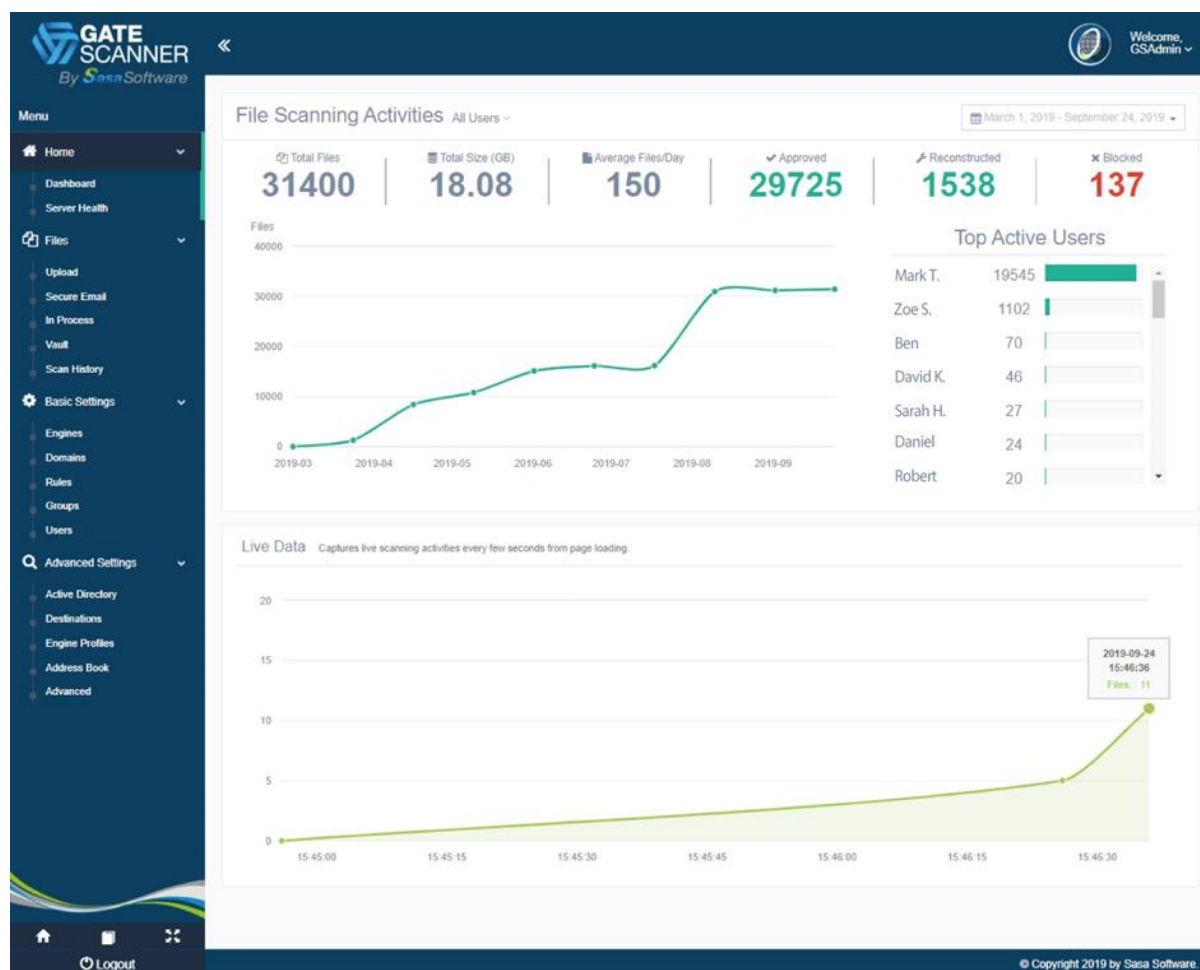 GATE
SCANNER
By SasaSoftware
Welcome,
GSAdmin
Menu
Home
Dashboard
Server Health
Files
Upload
Secure Email
In Process
Vault
Scan History
Basic Settings
Engines
Domains
Rules
Groups
Users
Advanced Settings
Active Directory
Destinations
Engine Profiles
Address Book
Advanced
Logout
File Scanning Activities All Users
March 1, 2019 - September 24, 2019
Total Files Total Size (GB) Average Files/Day Approved Reconstructed Blocked
31400 18.08 150 29725 1538 137
Files
40000
30000
20000
10000
0
2019-03 2019-04 2019-05 2019-06 2019-07 2019-08 2019-09
Top Active Users
Mark T. 19545
Zoe S. 1102
Ben 70
David K. 46
Sarah H. 27
Daniel 24
Robert 20
Live Data Captures live scanning activities every few seconds from page loading.
20
15
10
5
0
2019-09-24
15:46:36
Files: : 11
15:45:00 15:45:15 15:45:30 15:45:45 15:46:00 15:46:15 15:46:30
© Copyright 2019 by Sasa Software